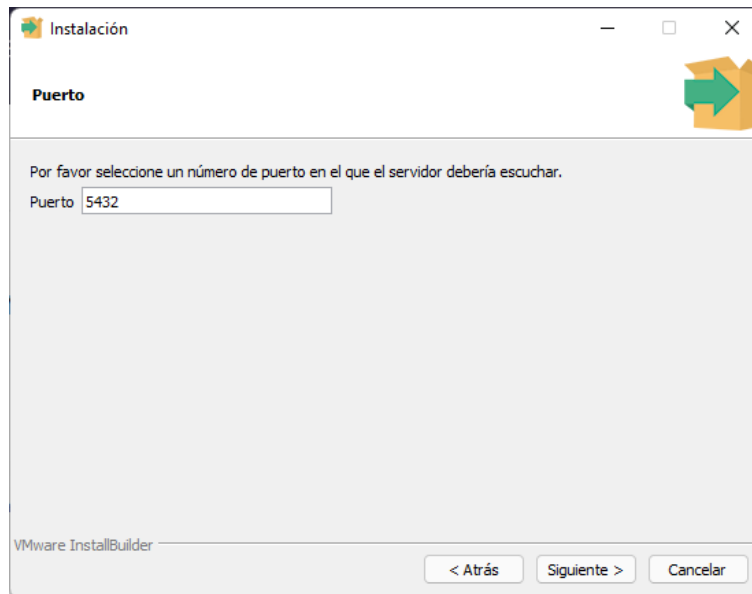 Instalación
Puerto
Por favor seleccione un número de puerto en el que el servidor debería escuchar.
Puerto 5432
VMware InstallBuilder
< Atrás Siguiente > Cancelar